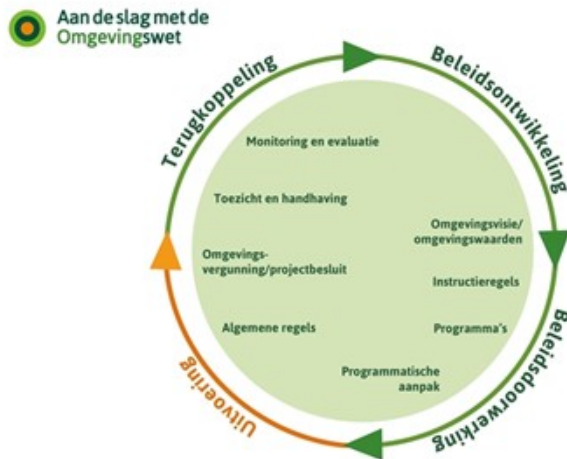 Aan de slag met de
Omgevingswet
Terugkoppeling
Beleidsontwikkeling
Monitoring en evaluatie
Toezicht en handhaving
Omgevingsvisie/
omgevingswaarden
Omgevings-
vergunning/projectbesluit
Instructieregels
Algemene regels
Programma's
Programmatische
aanpak
Uitvoering
Beleidsdoorwerking